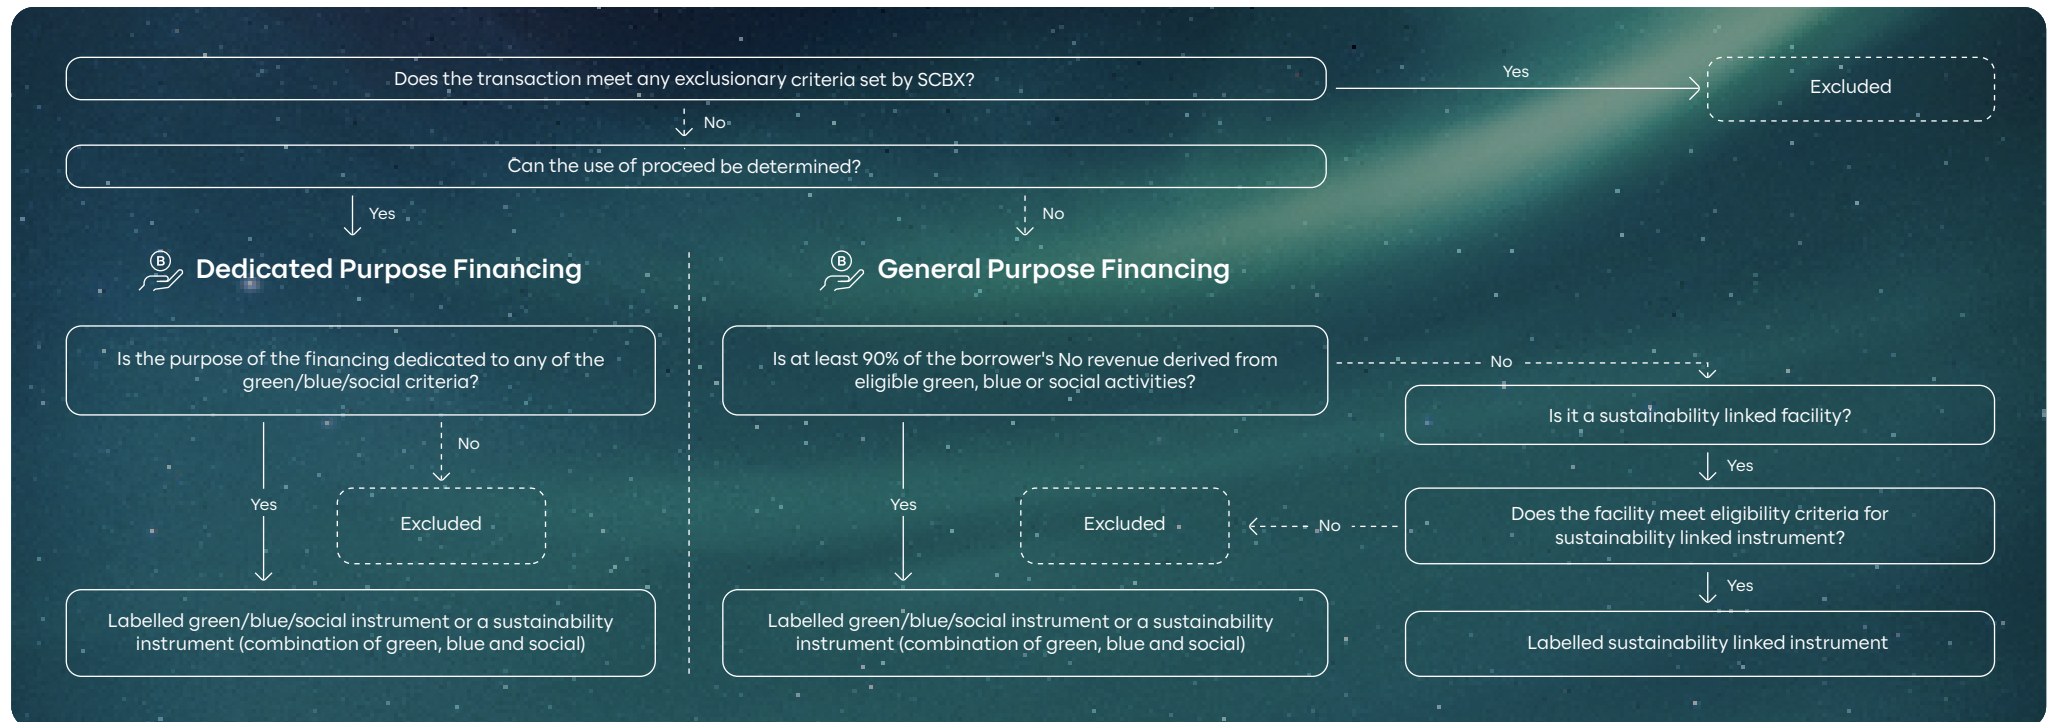 Does the transaction meet any exclusionary criteria set by SCBX?
Yes
Excluded
No
Can the use of proceed be determined?
Yes
No
B
Dedicated Purpose Financing
B
General Purpose Financing
Is the purpose of the financing dedicated to any of the
green/blue/social criteria?
Is at least 90% of the borrower's No revenue derived from
eligible green, blue or social activities?
No
Is it a sustainability linked facility?
No
Yes
Yes
Excluded
Yes
Excluded
No
Does the facility meet eligibility criteria for
sustainability linked instrument?
Yes
Labelled green/blue/social instrument or a sustainability
instrument (combination of green, blue and social)
Labelled green/blue/social instrument or a sustainability
instrument (combination of green, blue and social)
Labelled sustainability linked instrument